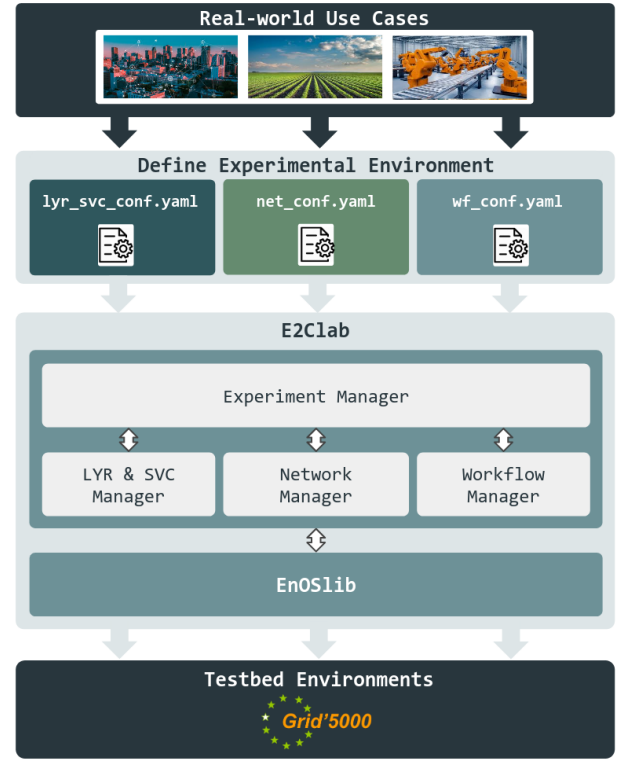 Real-world Use Cases
Define Experimental Environment
lyr_svc_conf.yaml
net_conf.yaml
wf_conf.yaml
E2Clab
Experiment Manager
LYR & SVC
Manager
Network
Manager
Workflow
Manager
EnOSlib
Testbed Environments
Grid'5000